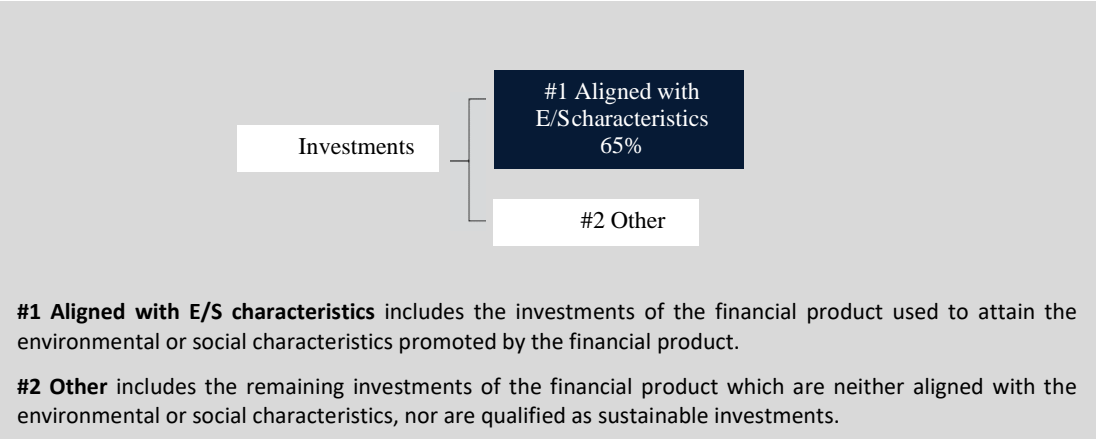 #1 Aligned with
E/Scharacteristics
65%
Investments
#2 Other
#1 Aligned with E/S characteristics includes the investments of the financial product used to attain the
environmental or social characteristics promoted by the financial product.
#2 Other includes the remaining investments of the financial product which are neither aligned with the
environmental or social characteristics, nor are qualified as sustainable investments.